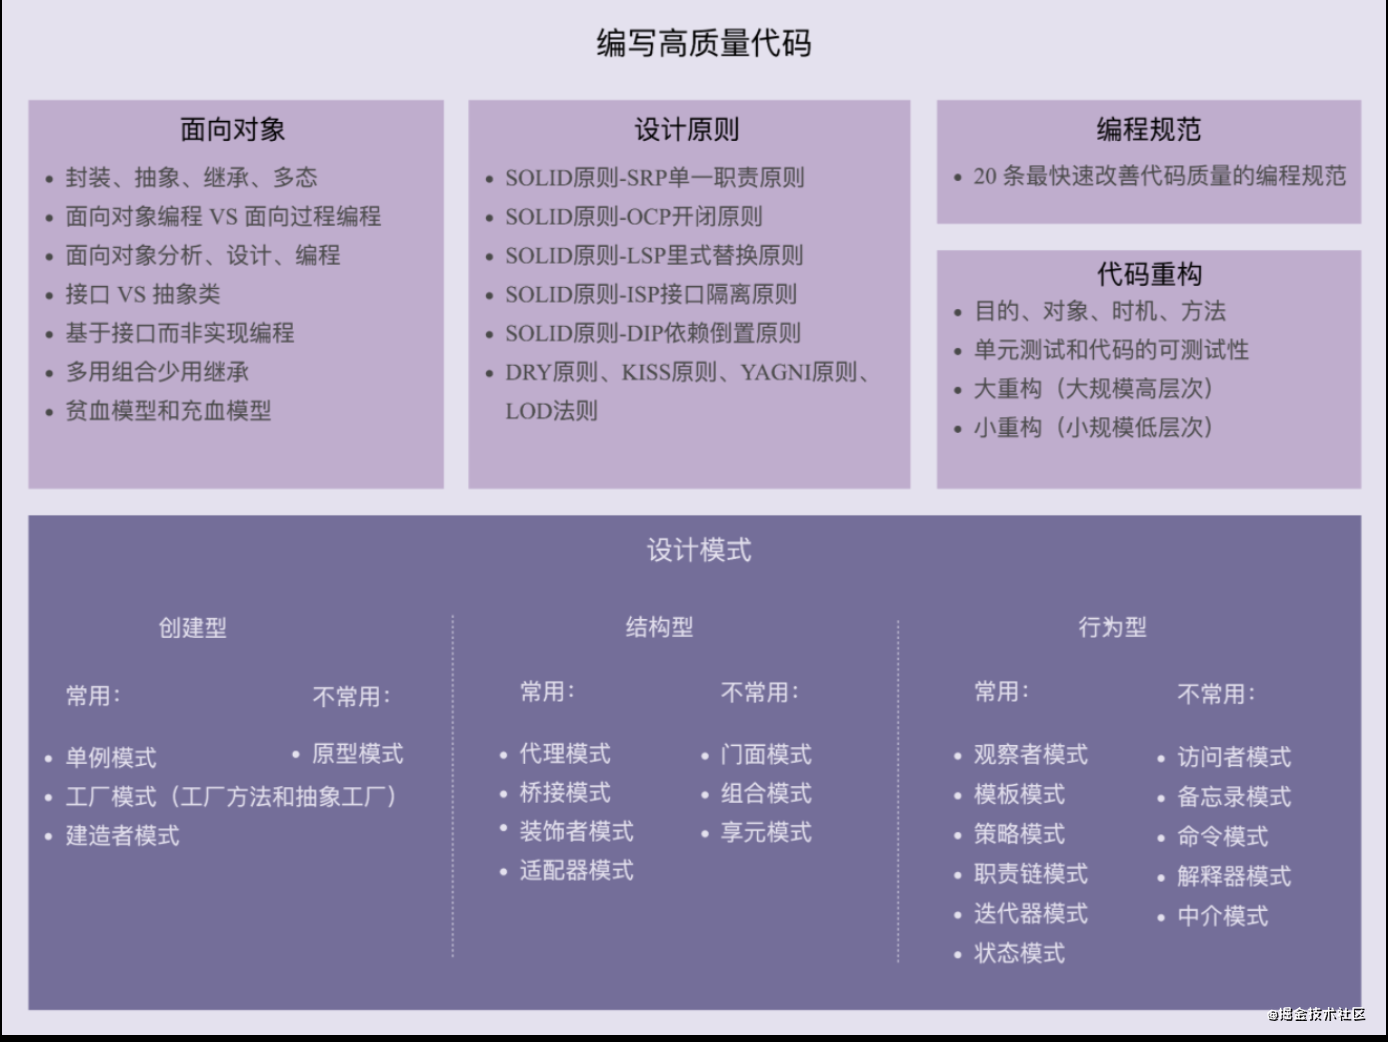 编写高质量代码
面向对象
• 封装、抽象、继承、多态
• 面向对象编程 VS 面向过程编程
• 面向对象分析、设计、编程
• 接口 VS 抽象类
• 基于接口而非实现编程
• 多用组合少用继承
• 贫血模型和充血模型
设计原则
• SOLID原则-SRP单一职责原则
• SOLID原则-OCP开闭原则
• SOLID原则-LSP里式替换原则
• SOLID原则-ISP接口隔离原则
• SOLID原则-DIP依赖倒置原则
• DRY原则、KISS原则、YAGNI原则、
LOD法则
编程规范
• 20 条最快速改善代码质量的编程规范
代码重构
• 目的、对象、时机、方法
• 单元测试和代码的可测试性
• 大重构（大规模高层次）
• 小重构（小规模低层次）
设计模式
创建型
常用：
• 单例模式
• 工厂模式（工厂方法和抽象工厂）
• 建造者模式
不常用：
• 原型模式
结构型
常用：
• 代理模式
• 桥接模式
• 装饰者模式
• 适配器模式
不常用：
• 门面模式
• 组合模式
• 享元模式
行为型
常用：
• 观察者模式
• 模板模式
• 策略模式
• 职责链模式
• 迭代器模式
• 状态模式
不常用：
• 访问者模式
• 备忘录模式
• 命令模式
• 解释器模式
• 中介模式
@掘金技术社区